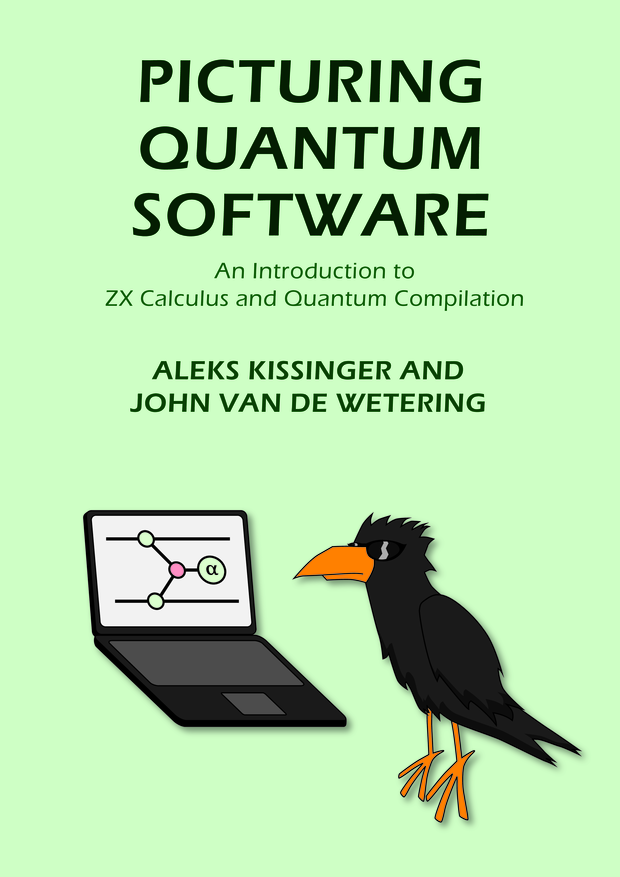 PICTURING
QUANTUM
SOFTWARE
An Introduction to
ZX Calculus and Quantum Compilation
ALEKS KISSINGER AND
JOHN VAN DE WETERING
α